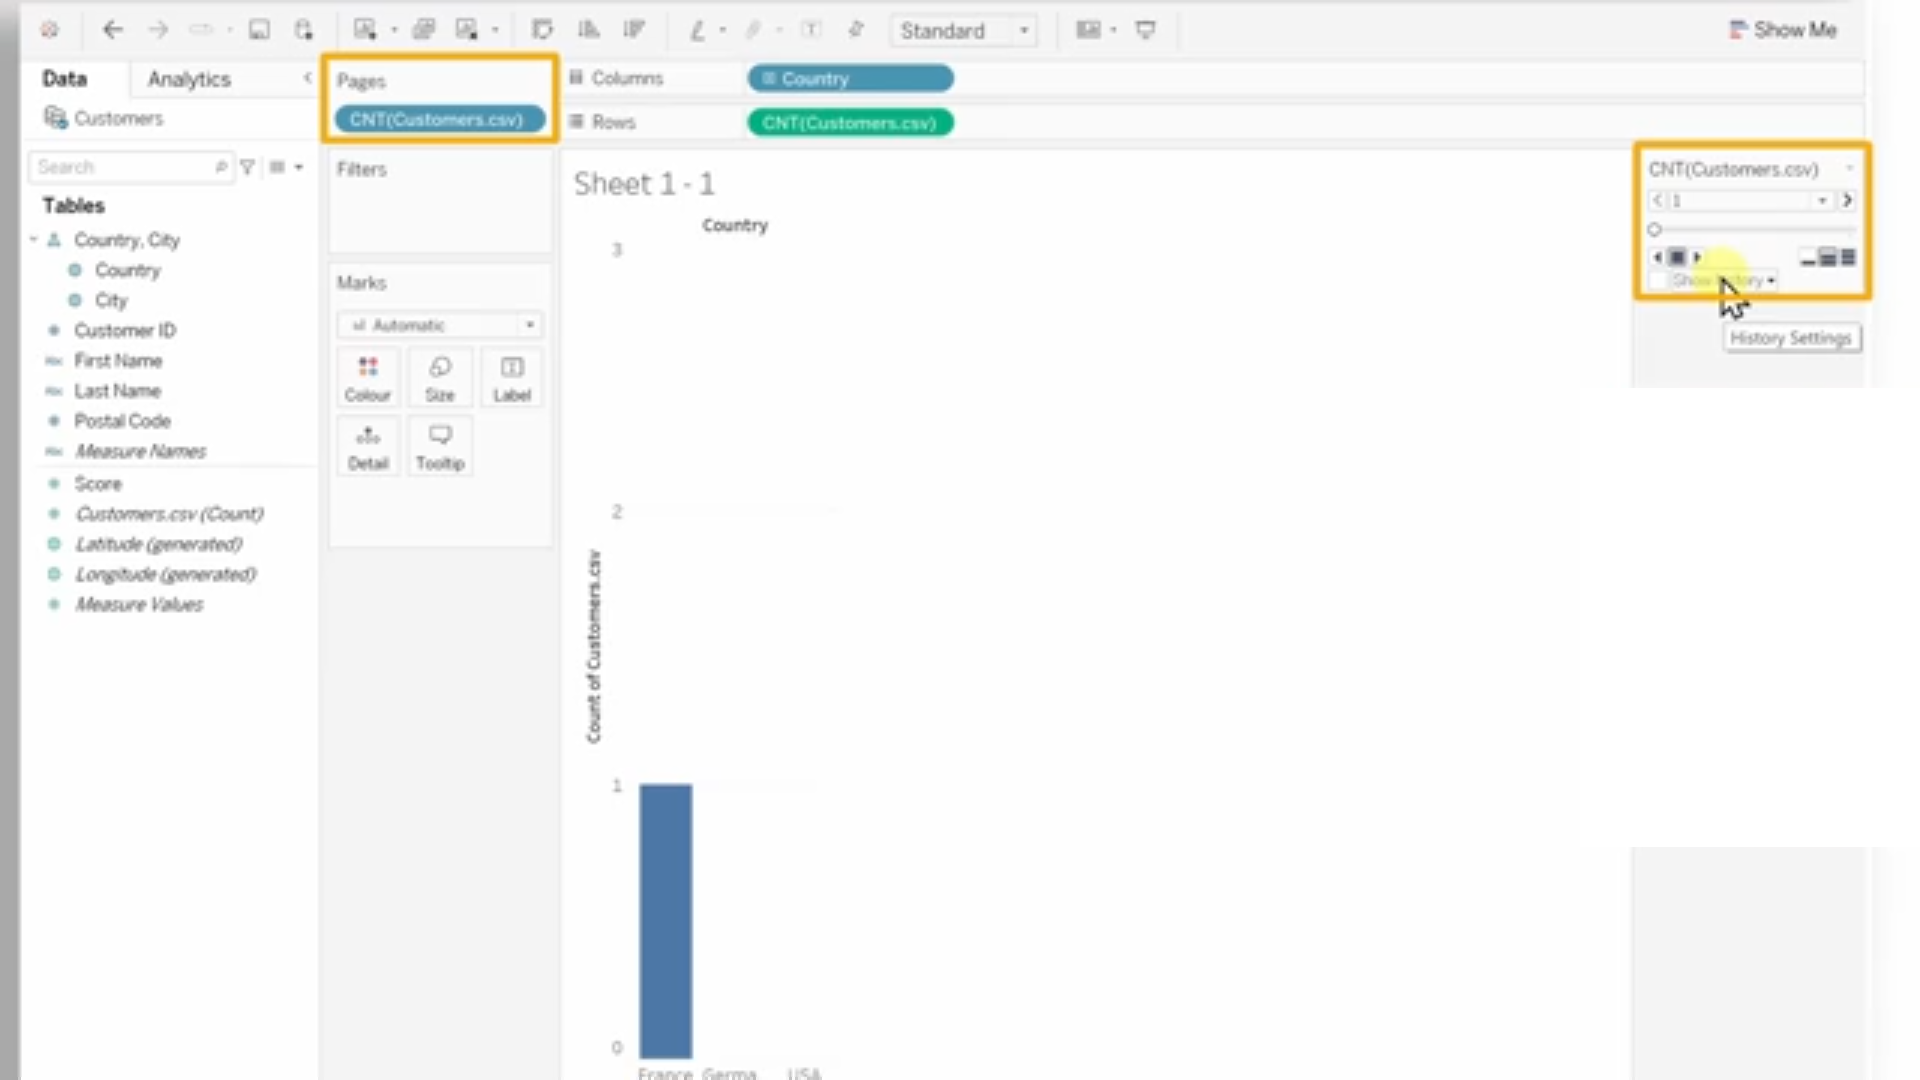 Standard
Show Me
Data
Analytics
Customers
Search
Tables
Country, City
Country
City
Customer ID
First Name
Last Name
Postal Code
Abc Measure Names
Score
Customers.csv (Count)
Latitude (generated)
Longitude (generated)
Measure Values
Pages
CNT(Customers.csv)
Filters
Marks
Automatic
Colour
Size
Label
Detail
Tooltip
Columns
Country
Rows
CNT(Customers.csv)
Sheet 1 - 1
Country
3
2
1
0
Count of Customers.csv
France Germa.. USA
CNT(Customers.csv)
1
Show History
History Settings